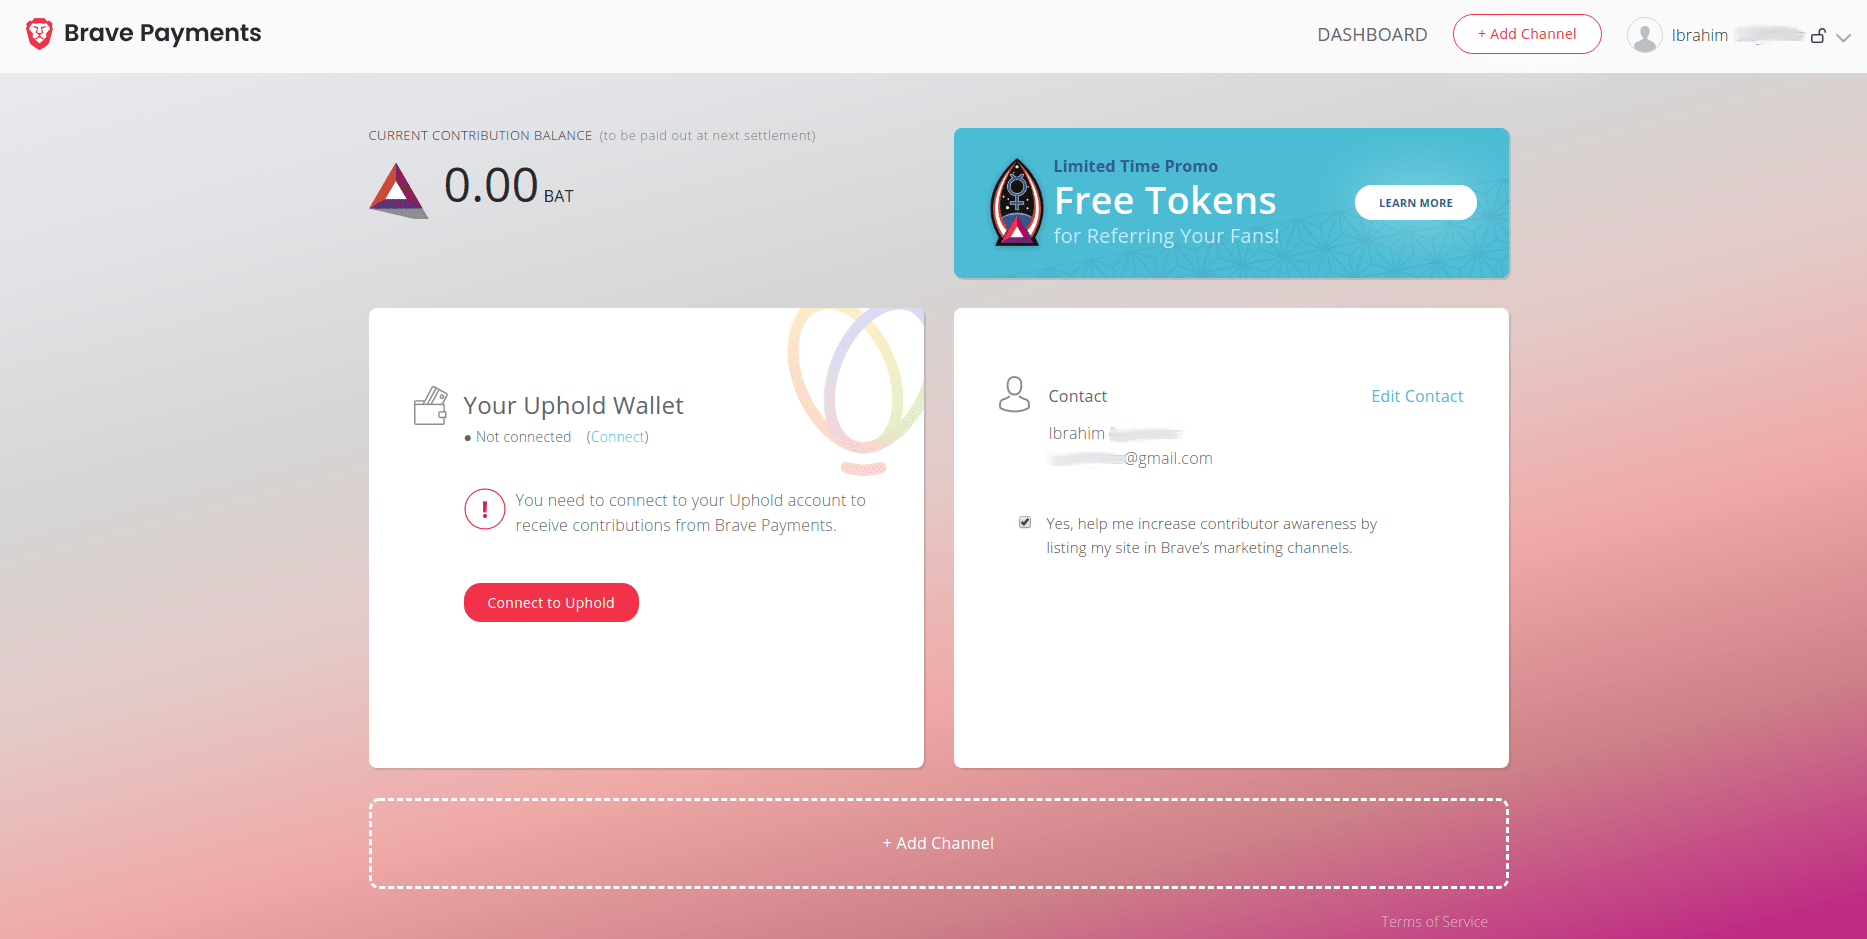 Brave Payments
DASHBOARD
+ Add Channel
Ibrahim
CURRENT CONTRIBUTION BALANCE (to be paid out at next settlement)
0.00 BAT
Limited Time Promo
Free Tokens
for Referring Your Fans!
LEARN MORE
Your Uphold Wallet
● Not connected (Connect)
! You need to connect to your Uphold account to
receive contributions from Brave Payments.
Connect to Uphold
Contact
Edit Contact
Ibrahim
@gmail.com
Yes, help me increase contributor awareness by
listing my site in Brave’s marketing channels.
+ Add Channel
Terms of Service